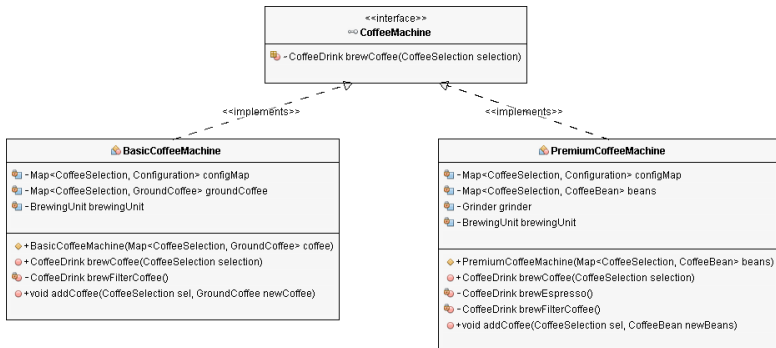 <<interface>>
CoffeeMachine
- CoffeeDrink brewCoffee(CoffeeSelection selection)
<<implements>>
<<implements>>
BasicCoffeeMachine
- Map<CoffeeSelection, Configuration> configMap
- Map<CoffeeSelection, GroundCoffee> groundCoffee
- BrewingUnit brewingUnit
+ BasicCoffeeMachine(Map<CoffeeSelection, GroundCoffee> coffee)
+ CoffeeDrink brewCoffee(CoffeeSelection selection)
- CoffeeDrink brewFilterCoffee()
+ void addCoffee(CoffeeSelection sel, GroundCoffee newCoffee)
PremiumCoffeeMachine
- Map<CoffeeSelection, Configuration> configMap
- Map<CoffeeSelection, CoffeeBean> beans
- Grinder grinder
- BrewingUnit brewingUnit
+ PremiumCoffeeMachine(Map<CoffeeSelection, CoffeeBean> beans)
+ CoffeeDrink brewCoffee(CoffeeSelection selection)
- CoffeeDrink brewEspresso()
- CoffeeDrink brewFilterCoffee()
+ void addCoffee(CoffeeSelection sel, CoffeeBean newBeans)